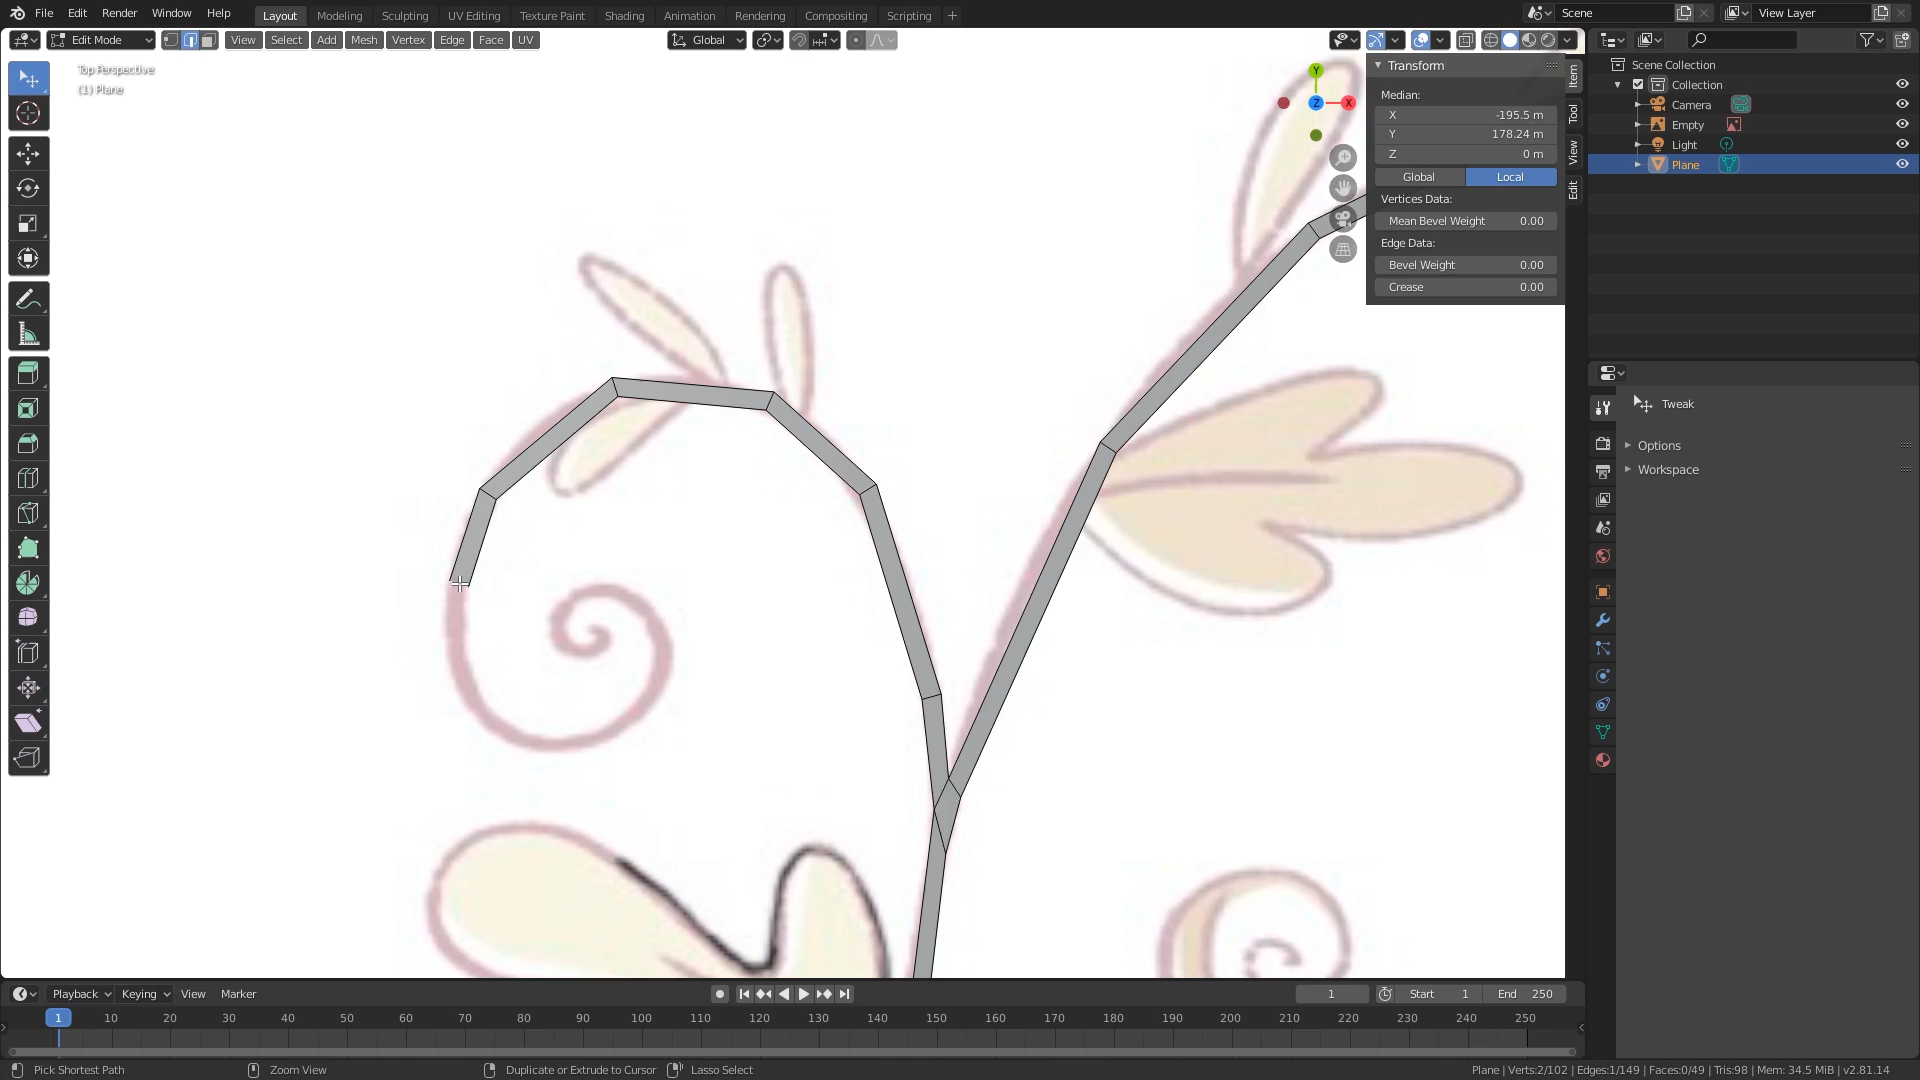 File Edit Render Window Help Layout Modeling Sculpting UV Editing Texture Paint Shading Animation Rendering Compositing Scripting + Scene View Layer
Edit Mode View Select Add Mesh Vertex Edge Face UV Global
Top Perspective
(1) Plane
Y
Z
X
Transform
Median:
X -195.5 m
Y 178.24 m
Z 0 m
Global Local
Vertices Data:
Mean Bevel Weight 0.00
Edge Data:
Bevel Weight 0.00
Crease 0.00
Item
Tool
View
Edit
Scene Collection
Collection
Camera
Empty
Light
Plane
Tweak
Options
Workspace
Playback Keying View Marker 1 Start 1 End 250
1 10 20 30 40 50 60 70 80 90 100 110 120 130 140 150 160 170 180 190 200 210 220 230 240 250
Pick Shortest Path Zoom View Duplicate or Extrude to Cursor Lasso Select Plane | Verts:2/102 | Edges:1/149 | Faces:0/49 | Tris:98 | Mem: 34.5 MiB | v2.81.14